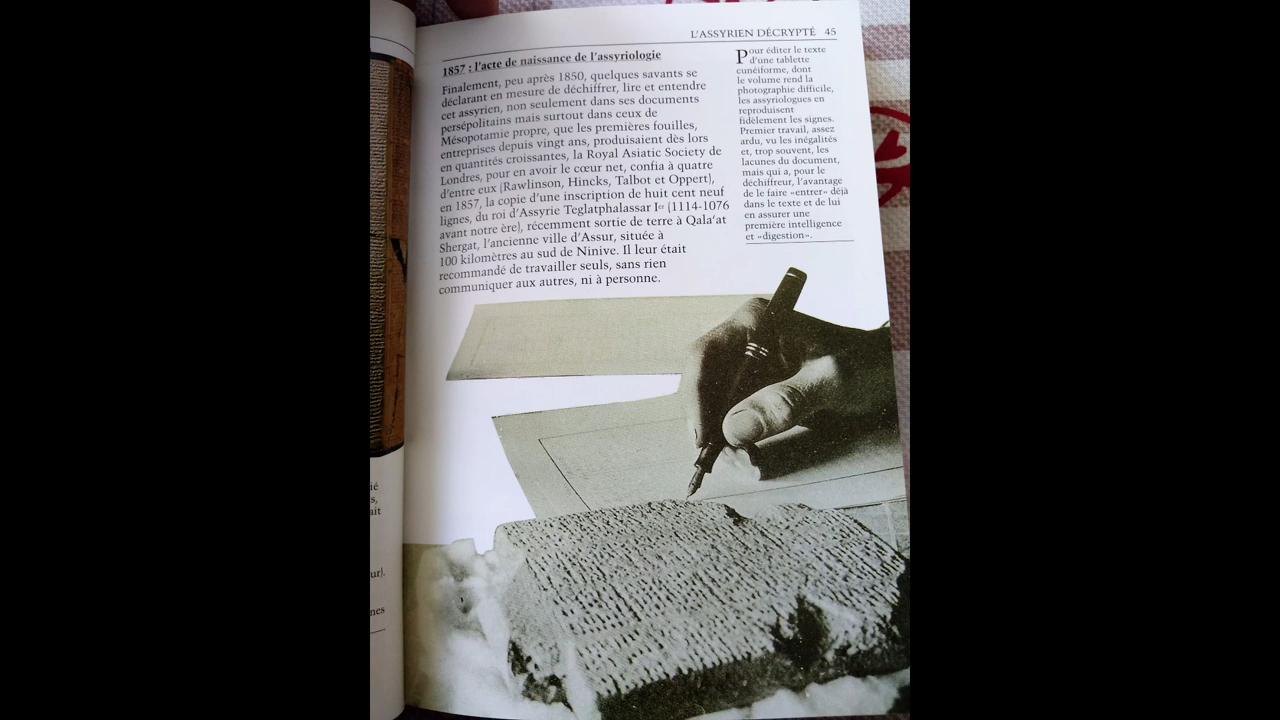 L'ASSYRIEN DÉCRYPTÉ 45
1857 : l'acte de naissance de l'assyriologie
Finalement, peu après 1850, quelques savants se
déclarant en mesure de déchiffrer, lire et entendre
cet assyrien, non seulement dans ses documents
persépolitains mais surtout dans ceux de
Mésopotamie propre que les premières fouilles,
entreprises depuis vingt ans, produisaient dès lors
en quantités croissantes, la Royal Asiatic Society de
Londres, pour en avoir le cœur net, remit à quatre
d'entre eux (Rawlinson, Hincks, Talbot et Oppert),
en 1857, la copie d'une inscription de huit cent neuf
lignes, du roi d'Assyrie Teglatphalasar Ier (1114-1076
avant notre ère), récemment sortie de terre à Qala'at
Shergat, l'ancienne ville d'Assur, située à
100 kilomètres au sud de Ninive. Il leur était
recommandé de travailler seuls, sans rien
communiquer aux autres, ni à personne.
Pour éditer le texte
d'une tablette
cunéiforme, dont
le volume rend la
photographie difficile,
les assyriologues en
reproduisent
fidèlement les signes.
Premier travail, assez
ardu, vu les inégalités
et, trop souvent, les
lacunes du document,
mais qui a, pour le
déchiffreur, l'avantage
de le faire «entrer» déjà
dans le texte et de lui
en assurer une
première intelligence
et «digestion».
ié
s,
ait
ur).
nes